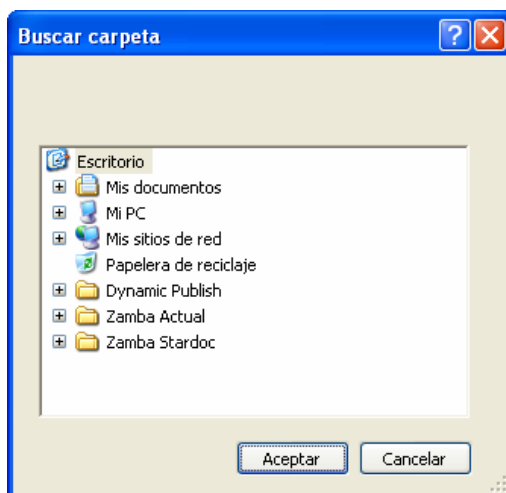 Buscar carpeta
Escritorio
Mis documentos
Mi PC
Mis sitios de red
Papelera de reciclaje
Dynamic Publish
Zamba Actual
Zamba Stardoc
Aceptar
Cancelar